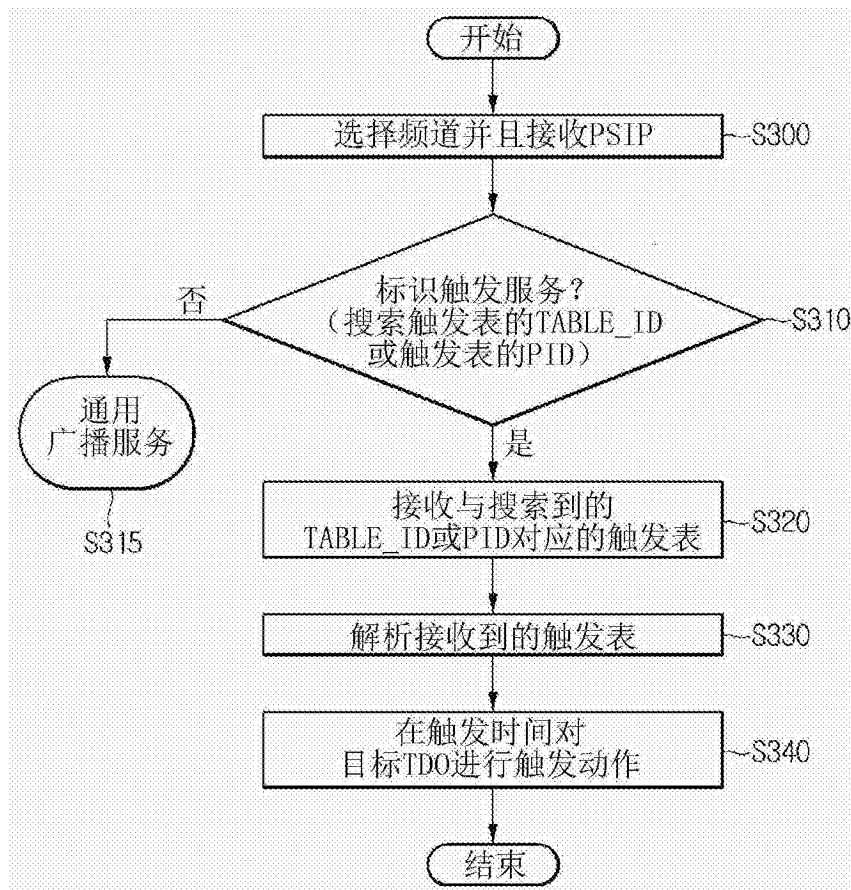 开始
选择频道并且接收PSIP
S300
标识触发服务?
(搜索触发表的TABLE_ID
或触发表的PID)
S310
否
通用
广播服务
S315
是
接收与搜索到的
TABLE_ID或PID对应的触发表
S320
解析接收到的触发表
S330
在触发时间对
目标TDO进行触发动作
S340
结束